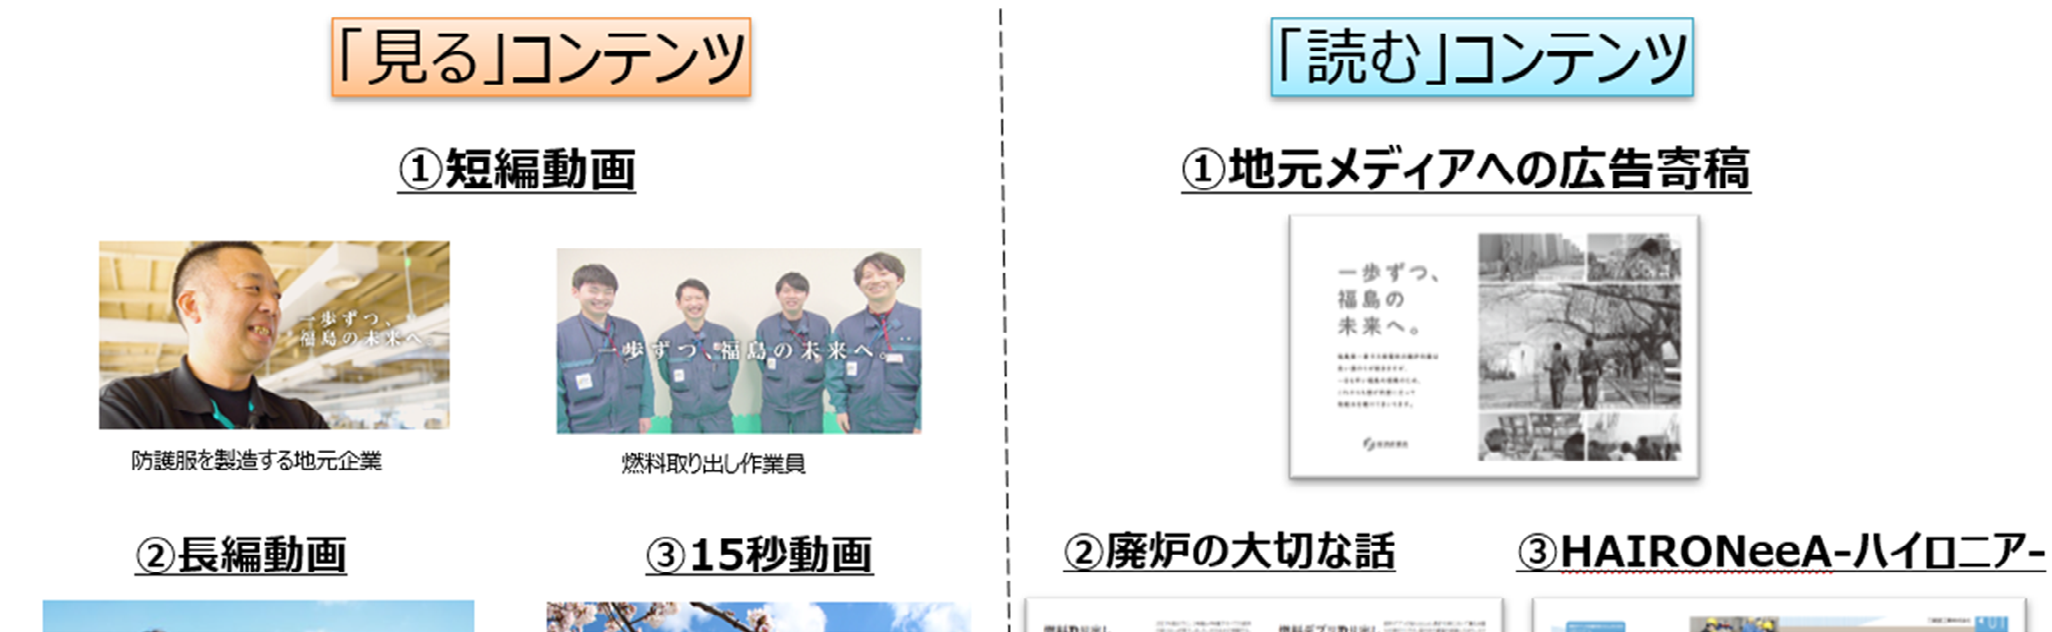 「見る」コンテンツ
①短編動画
一歩ずつ、
福島の未来へ。
防護服を製造する地元企業
一歩ずつ、福島の未来へ。
燃料取り出し作業員
②長編動画
③15秒動画
「読む」コンテンツ
①地元メディアへの広告寄稿
一歩ずつ、
福島の
未来へ。
②廃炉の大切な話
③HAIRONeeA-ハイロニア-